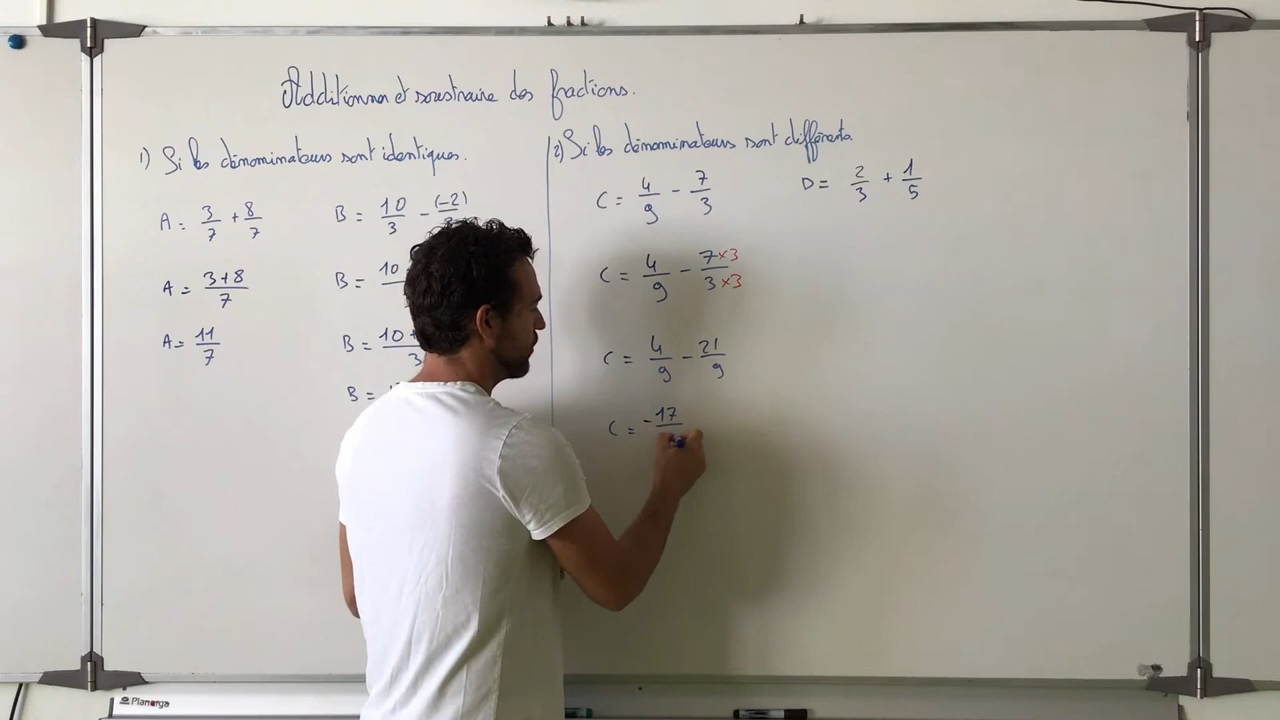 Additionner et soustraire des fractions.
1) Si les dénominateurs sont identiques.
A = 3/7 + 8/7
A = (3+8)/7
A = 11/7
B = 10/3 - (-2)/
B = 10
B = 10+ /3
B =
2) Si les dénominateurs sont différents.
C = 4/9 - 7/3
C = 4/9 - 7×3/3×3
C = 4/9 - 21/9
C = -17/
D = 2/3 + 1/5
Planorga